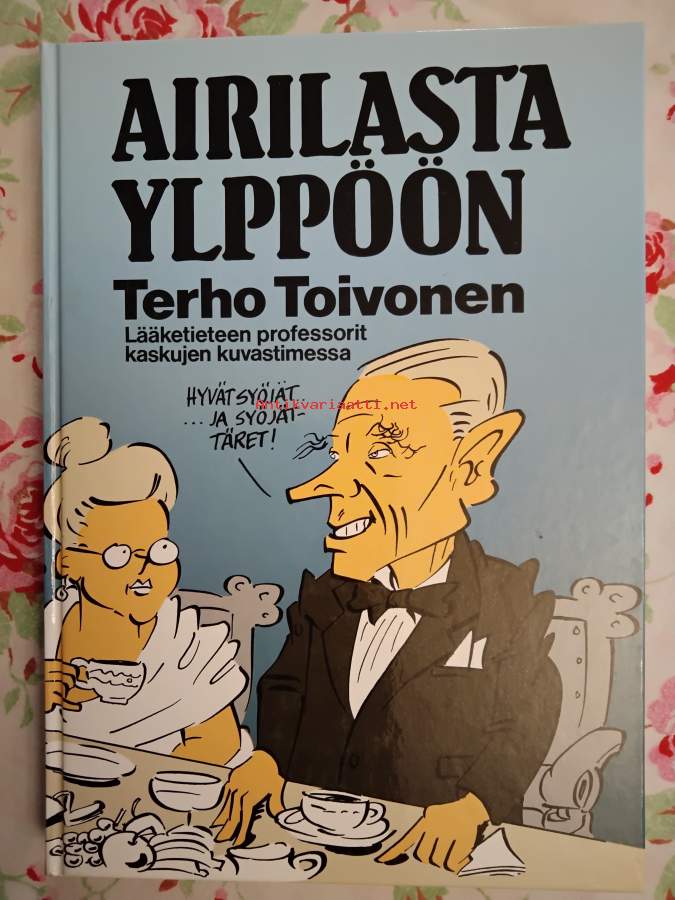 AIRILASTA
YLPPÖÖN
Terho Toivonen
Lääketieteen professorit
kaskujen kuvastimessa
HYVÄT SYÖJÄT...
Antikvariaatti.net
... JA SYÖJÄT-
TÄRET!